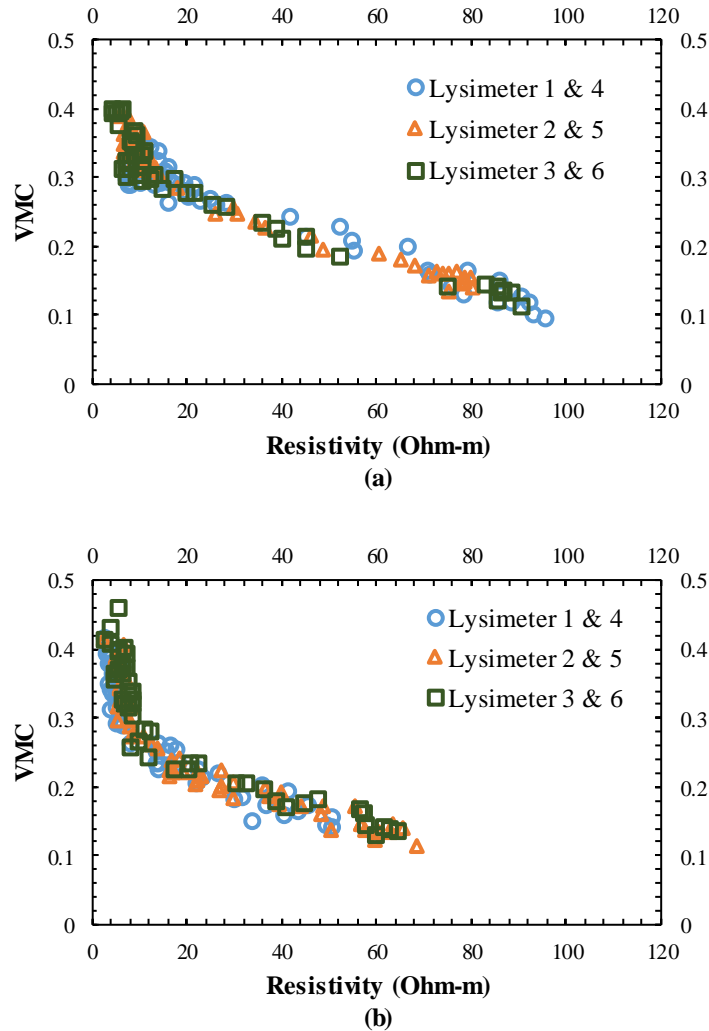 0 20 40 60 80 100 120
0.5 0.5
Lysimeter 1 & 4
0.4 0.4
Lysimeter 2 & 5
Lysimeter 3 & 6
0.3 0.3
VMC
0.2 0.2
0.1 0.1
0 0
0 20 40 60 80 100 120
Resistivity (Ohm-m)
(a)
0 20 40 60 80 100 120
0.5 0.5
Lysimeter 1 & 4
0.4 0.4
Lysimeter 2 & 5
Lysimeter 3 & 6
0.3 0.3
VMC
0.2 0.2
0.1 0.1
0 0
0 20 40 60 80 100 120
Resistivity (Ohm-m)
(b)